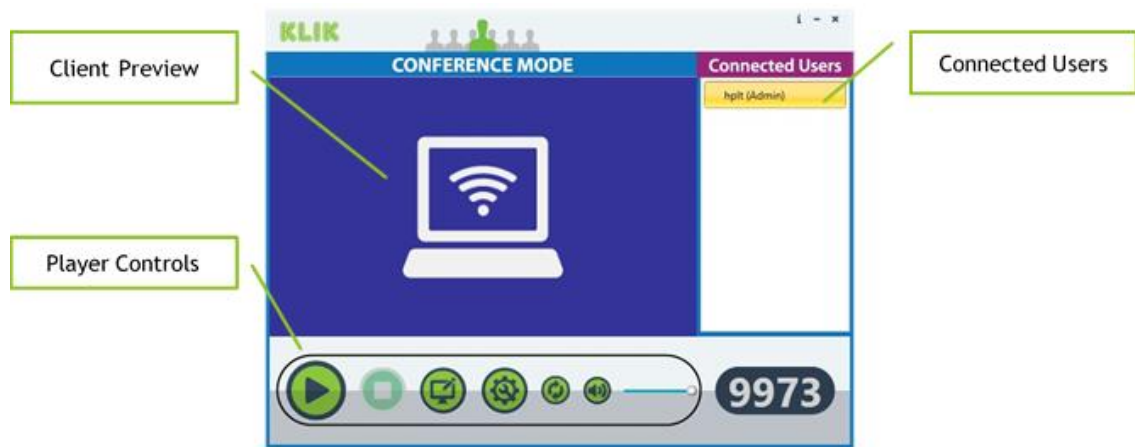 KLIK
i - ×
Client Preview
CONFERENCE MODE
Connected Users
Connected Users
hplt (Admin)
Player Controls
9973